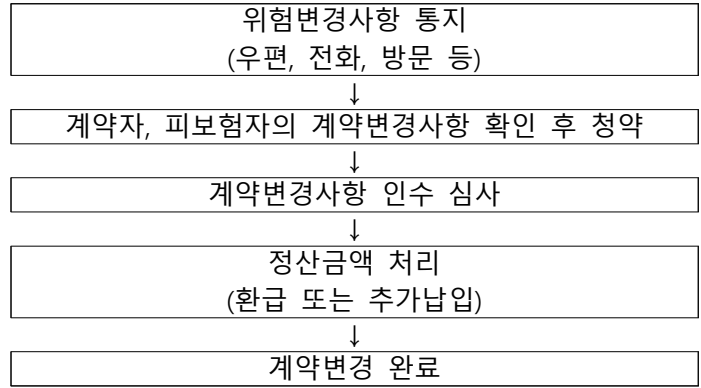 위험변경사항 통지
(우편, 전화, 방문 등)
↓
계약자, 피보험자의 계약변경사항 확인 후 청약
↓
계약변경사항 인수 심사
↓
정산금액 처리
(환급 또는 추가납입)
↓
계약변경 완료